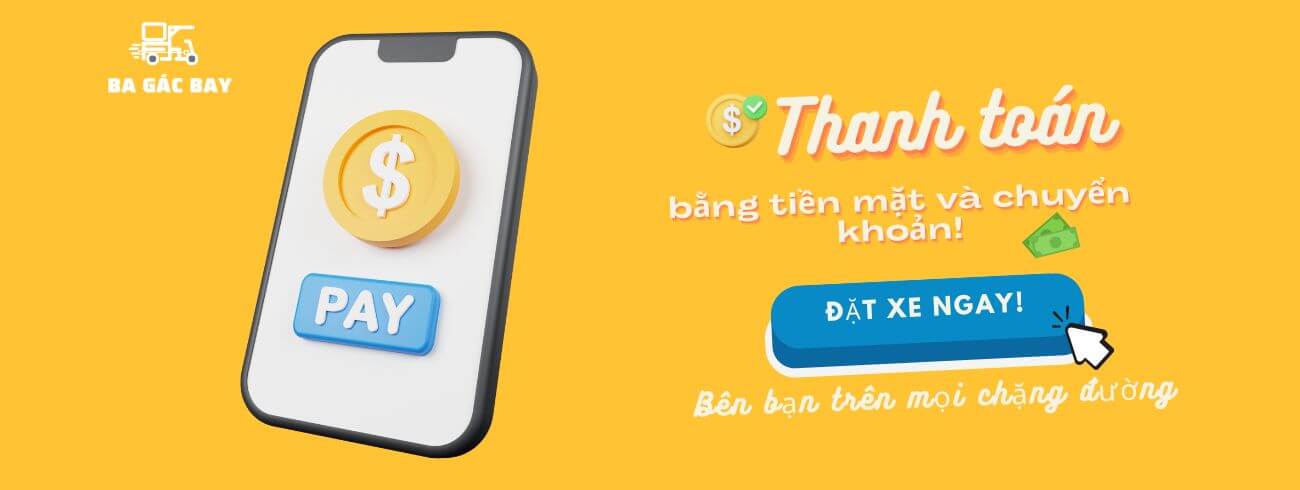 BA GÁC BAY
$
PAY
$
Thanh toán
bằng tiền mặt và chuyển
khoản!
ĐẶT XE NGAY!
Bên bạn trên mọi chặng đường